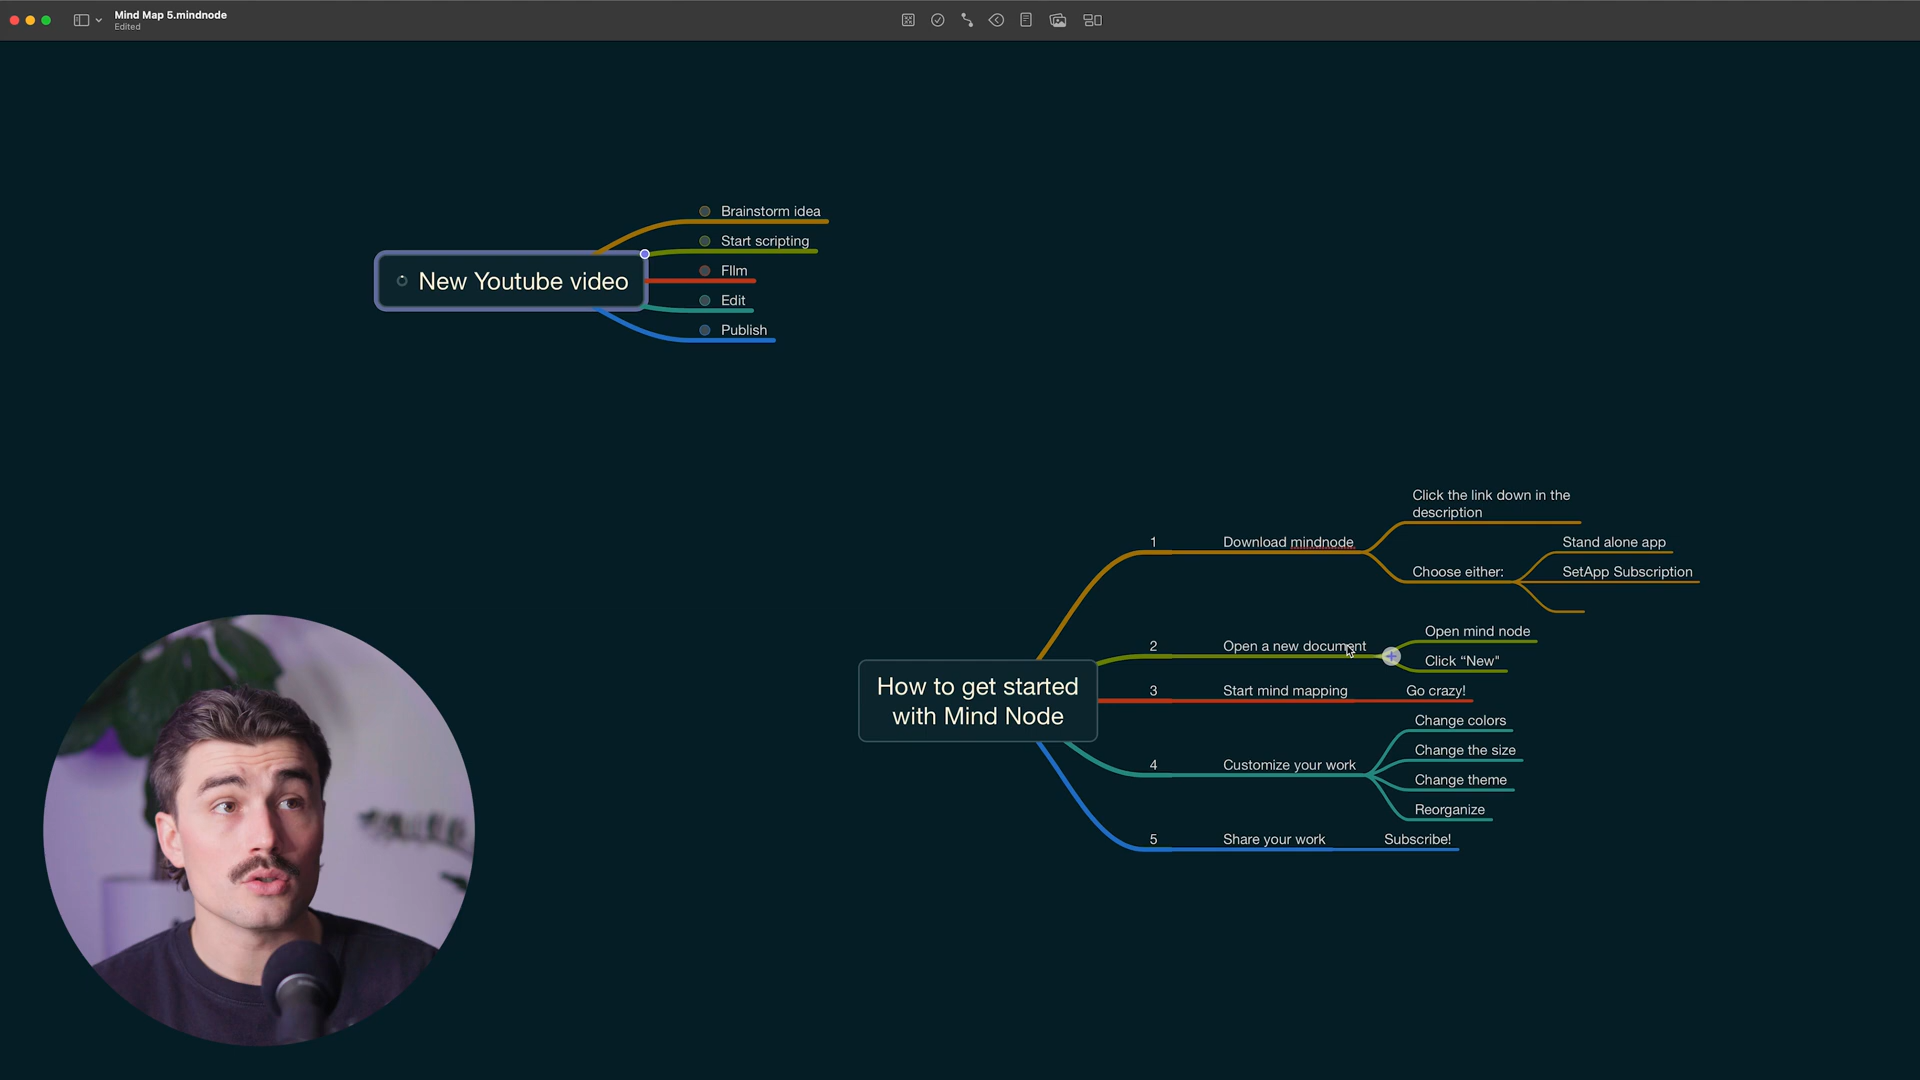 Mind Map 5.mindnode
Edited
New Youtube video
Brainstorm idea
Start scripting
FIlm
Edit
Publish
How to get started
with Mind Node
1
Download mindnode
Click the link down in the
description
Choose either:
Stand alone app
SetApp Subscription
2
Open a new document
Open mind node
Click “New"
3
Start mind mapping
Go crazy!
4
Customize your work
Change colors
Change the size
Change theme
Reorganize
5
Share your work
Subscribe!